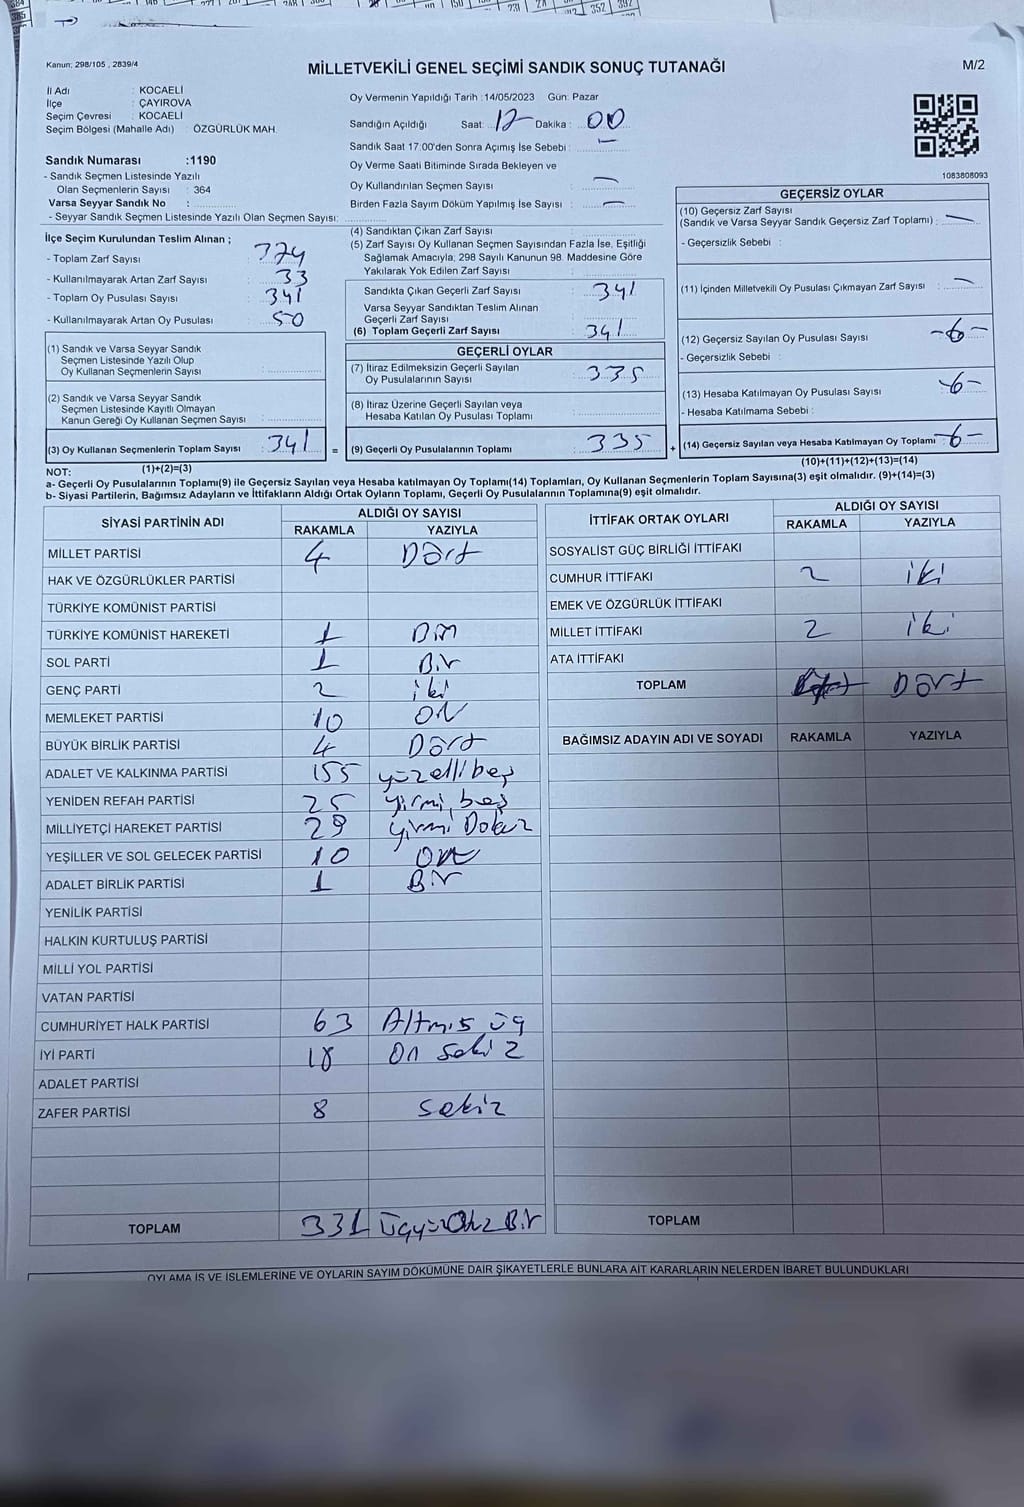 Kanun: 298/105 , 2839/4
MİLLETVEKİLİ GENEL SEÇİMİ SANDIK SONUÇ TUTANAĞI
M/2
İl Adı : KOCAELİ
İlçe : ÇAYIROVA
Seçim Çevresi : KOCAELİ
Seçim Bölgesi (Mahalle Adı) : ÖZGÜRLÜK MAH.
Sandık Numarası :1190
- Sandık Seçmen Listesinde Yazılı
Olan Seçmenlerin Sayısı : 364
Varsa Seyyar Sandık No :
- Seyyar Sandık Seçmen Listesinde Yazılı Olan Seçmen Sayısı:
Oy Vermenin Yapıldığı Tarih :14/05/2023 Gün: Pazar
Sandığın Açıldığı Saat: 17 Dakika : 00
Sandık Saat 17:00'den Sonra Açımış İse Sebebi : —
Oy Verme Saati Bitiminde Sırada Bekleyen ve
Oy Kullandırılan Seçmen Sayısı : —
Birden Fazla Sayım Döküm Yapılmış İse Sayısı : —
1083808093
İlçe Seçim Kurulundan Teslim Alınan ;
- Toplam Zarf Sayısı : 374
- Kullanılmayarak Artan Zarf Sayısı : 33
- Toplam Oy Pusulası Sayısı : 341
- Kullanılmayarak Artan Oy Pusulası : 50
(4) Sandıktan Çıkan Zarf Sayısı :
(5) Zarf Sayısı Oy Kullanan Seçmen Sayısından Fazla İse, Eşitliği
Sağlamak Amacıyla, 298 Sayılı Kanunun 98. Maddesine Göre
Yakılarak Yok Edilen Zarf Sayısı :
Sandıkta Çıkan Geçerli Zarf Sayısı : 341
Varsa Seyyar Sandıktan Teslim Alınan
Geçerli Zarf Sayısı :
(6) Toplam Geçerli Zarf Sayısı 341
GEÇERSİZ OYLAR
(10) Geçersiz Zarf Sayısı
(Sandık ve Varsa Seyyar Sandık Geçersiz Zarf Toplamı) : —
- Geçersizlik Sebebi :
(11) İçinden Milletvekili Oy Pusulası Çıkmayan Zarf Sayısı : —
(12) Geçersiz Sayılan Oy Pusulası Sayısı : -6-
- Geçersizlik Sebebi :
(13) Hesaba Katılmayan Oy Pusulası Sayısı : -6-
- Hesaba Katılmama Sebebi :
(14) Geçersiz Sayılan veya Hesaba Katılmayan Oy Toplamı : -6-
(10)+(11)+(12)+(13)=(14)
(1) Sandık ve Varsa Seyyar Sandık
Seçmen Listesinde Yazılı Olup
Oy Kullanan Seçmenlerin Sayısı :
(2) Sandık ve Varsa Seyyar Sandık
Seçmen Listesinde Kayıtlı Olmayan
Kanun Gereği Oy Kullanan Seçmen Sayısı :
(3) Oy Kullanan Seçmenlerin Toplam Sayısı 341 =
(1)+(2)=(3)
GEÇERLİ OYLAR
(7) İtiraz Edilmeksizin Geçerli Sayılan
Oy Pusulalarının Sayısı : 335
(8) İtiraz Üzerine Geçerli Sayılan veya
Hesaba Katılan Oy Pusulası Toplamı :
(9) Geçerli Oy Pusulalarının Toplamı : 335 +
NOT:
a- Geçerli Oy Pusulasının Toplamı(9) ile Geçersiz Sayılan veya Hesaba katılmayan Oy Toplamı(14) Toplamları, Oy Kullanan Seçmenlerin Toplam Sayısına(3) eşit olmalıdır. (9)+(14)=(3)
b- Siyasi Partilerin, Bağımsız Adayların ve İttifakların Aldığı Ortak Oyların Toplamı, Geçerli Oy Pusulalarının Toplamına(9) eşit olmalıdır.
SİYASİ PARTİNİN ADI ALDIĞI OY SAYISI
RAKAMLA YAZIYLA
MİLLET PARTİSİ 4 Dört
HAK VE ÖZGÜRLÜKLER PARTİSİ
TÜRKİYE KOMÜNİST PARTİSİ
TÜRKİYE KOMÜNİST HAREKETİ 1 Bir
SOL PARTİ 1 Bir
GENÇ PARTİ 2 iki
MEMLEKET PARTİSİ 10 ON
BÜYÜK BİRLİK PARTİSİ 4 Dört
ADALET VE KALKINMA PARTİSİ 155 yüzellibeş
YENİDEN REFAH PARTİSİ 25 yirmi beş
MİLLİYETÇİ HAREKET PARTİSİ 29 yirmi Dokuz
YEŞİLLER VE SOL GELECEK PARTİSİ 10 ON
ADALET BİRLİK PARTİSİ 1 Bir
YENİLİK PARTİSİ
HALKIN KURTULUŞ PARTİSİ
MİLLİ YOL PARTİSİ
VATAN PARTİSİ
CUMHURİYET HALK PARTİSİ 63 Altmış üç
İYİ PARTİ 18 On Sekiz
ADALET PARTİSİ
ZAFER PARTİSİ 8 sekiz
TOPLAM 331 ÜçyüzOtuz Bir
İTTİFAK ORTAK OYLARI ALDIĞI OY SAYISI
RAKAMLA YAZIYLA
SOSYALİST GÜÇ BİRLİĞİ İTTİFAKI
CUMHUR İTTİFAKI 2 iki
EMEK VE ÖZGÜRLÜK İTTİFAKI
MİLLET İTTİFAKI 2 iki
ATA İTTİFAKI
TOPLAM Dört
BAĞIMSIZ ADAYIN ADI VE SOYADI RAKAMLA YAZIYLA
TOPLAM
OYLAMA İŞ VE İŞLEMLERİNE VE OYLARIN SAYIM DÖKÜMÜNE DAİR ŞİKAYETLERLE BUNLARA AİT KARARLARIN NELERDEN İBARET BULUNDUKLARI